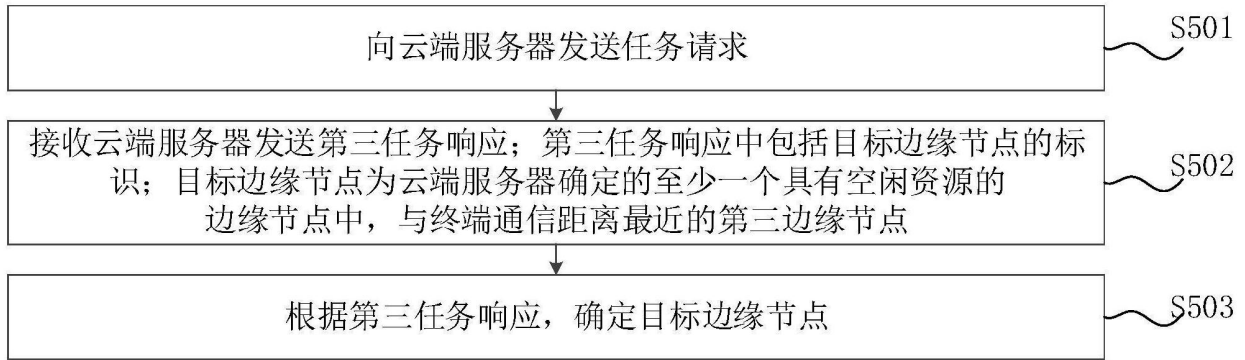 向云端服务器发送任务请求
S501
接收云端服务器发送第三任务响应；第三任务响应中包括目标边缘节点的标
识；目标边缘节点为云端服务器确定的至少一个具有空闲资源的
边缘节点中，与终端通信距离最近的第三边缘节点
S502
根据第三任务响应，确定目标边缘节点
S503